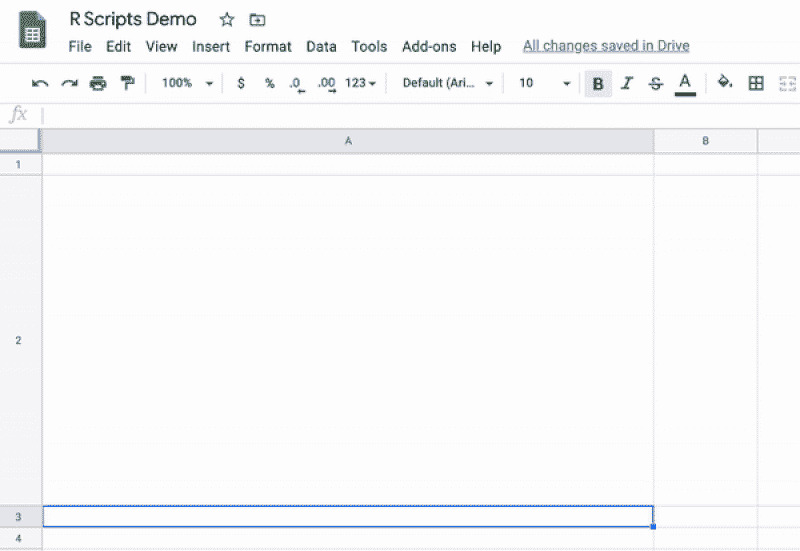 R Scripts Demo
File Edit View Insert Format Data Tools Add-ons Help All changes saved in Drive
100% $ % .0 .00 123 Default (Ari... 10 B I S A
fx
A B
1
2
3
4